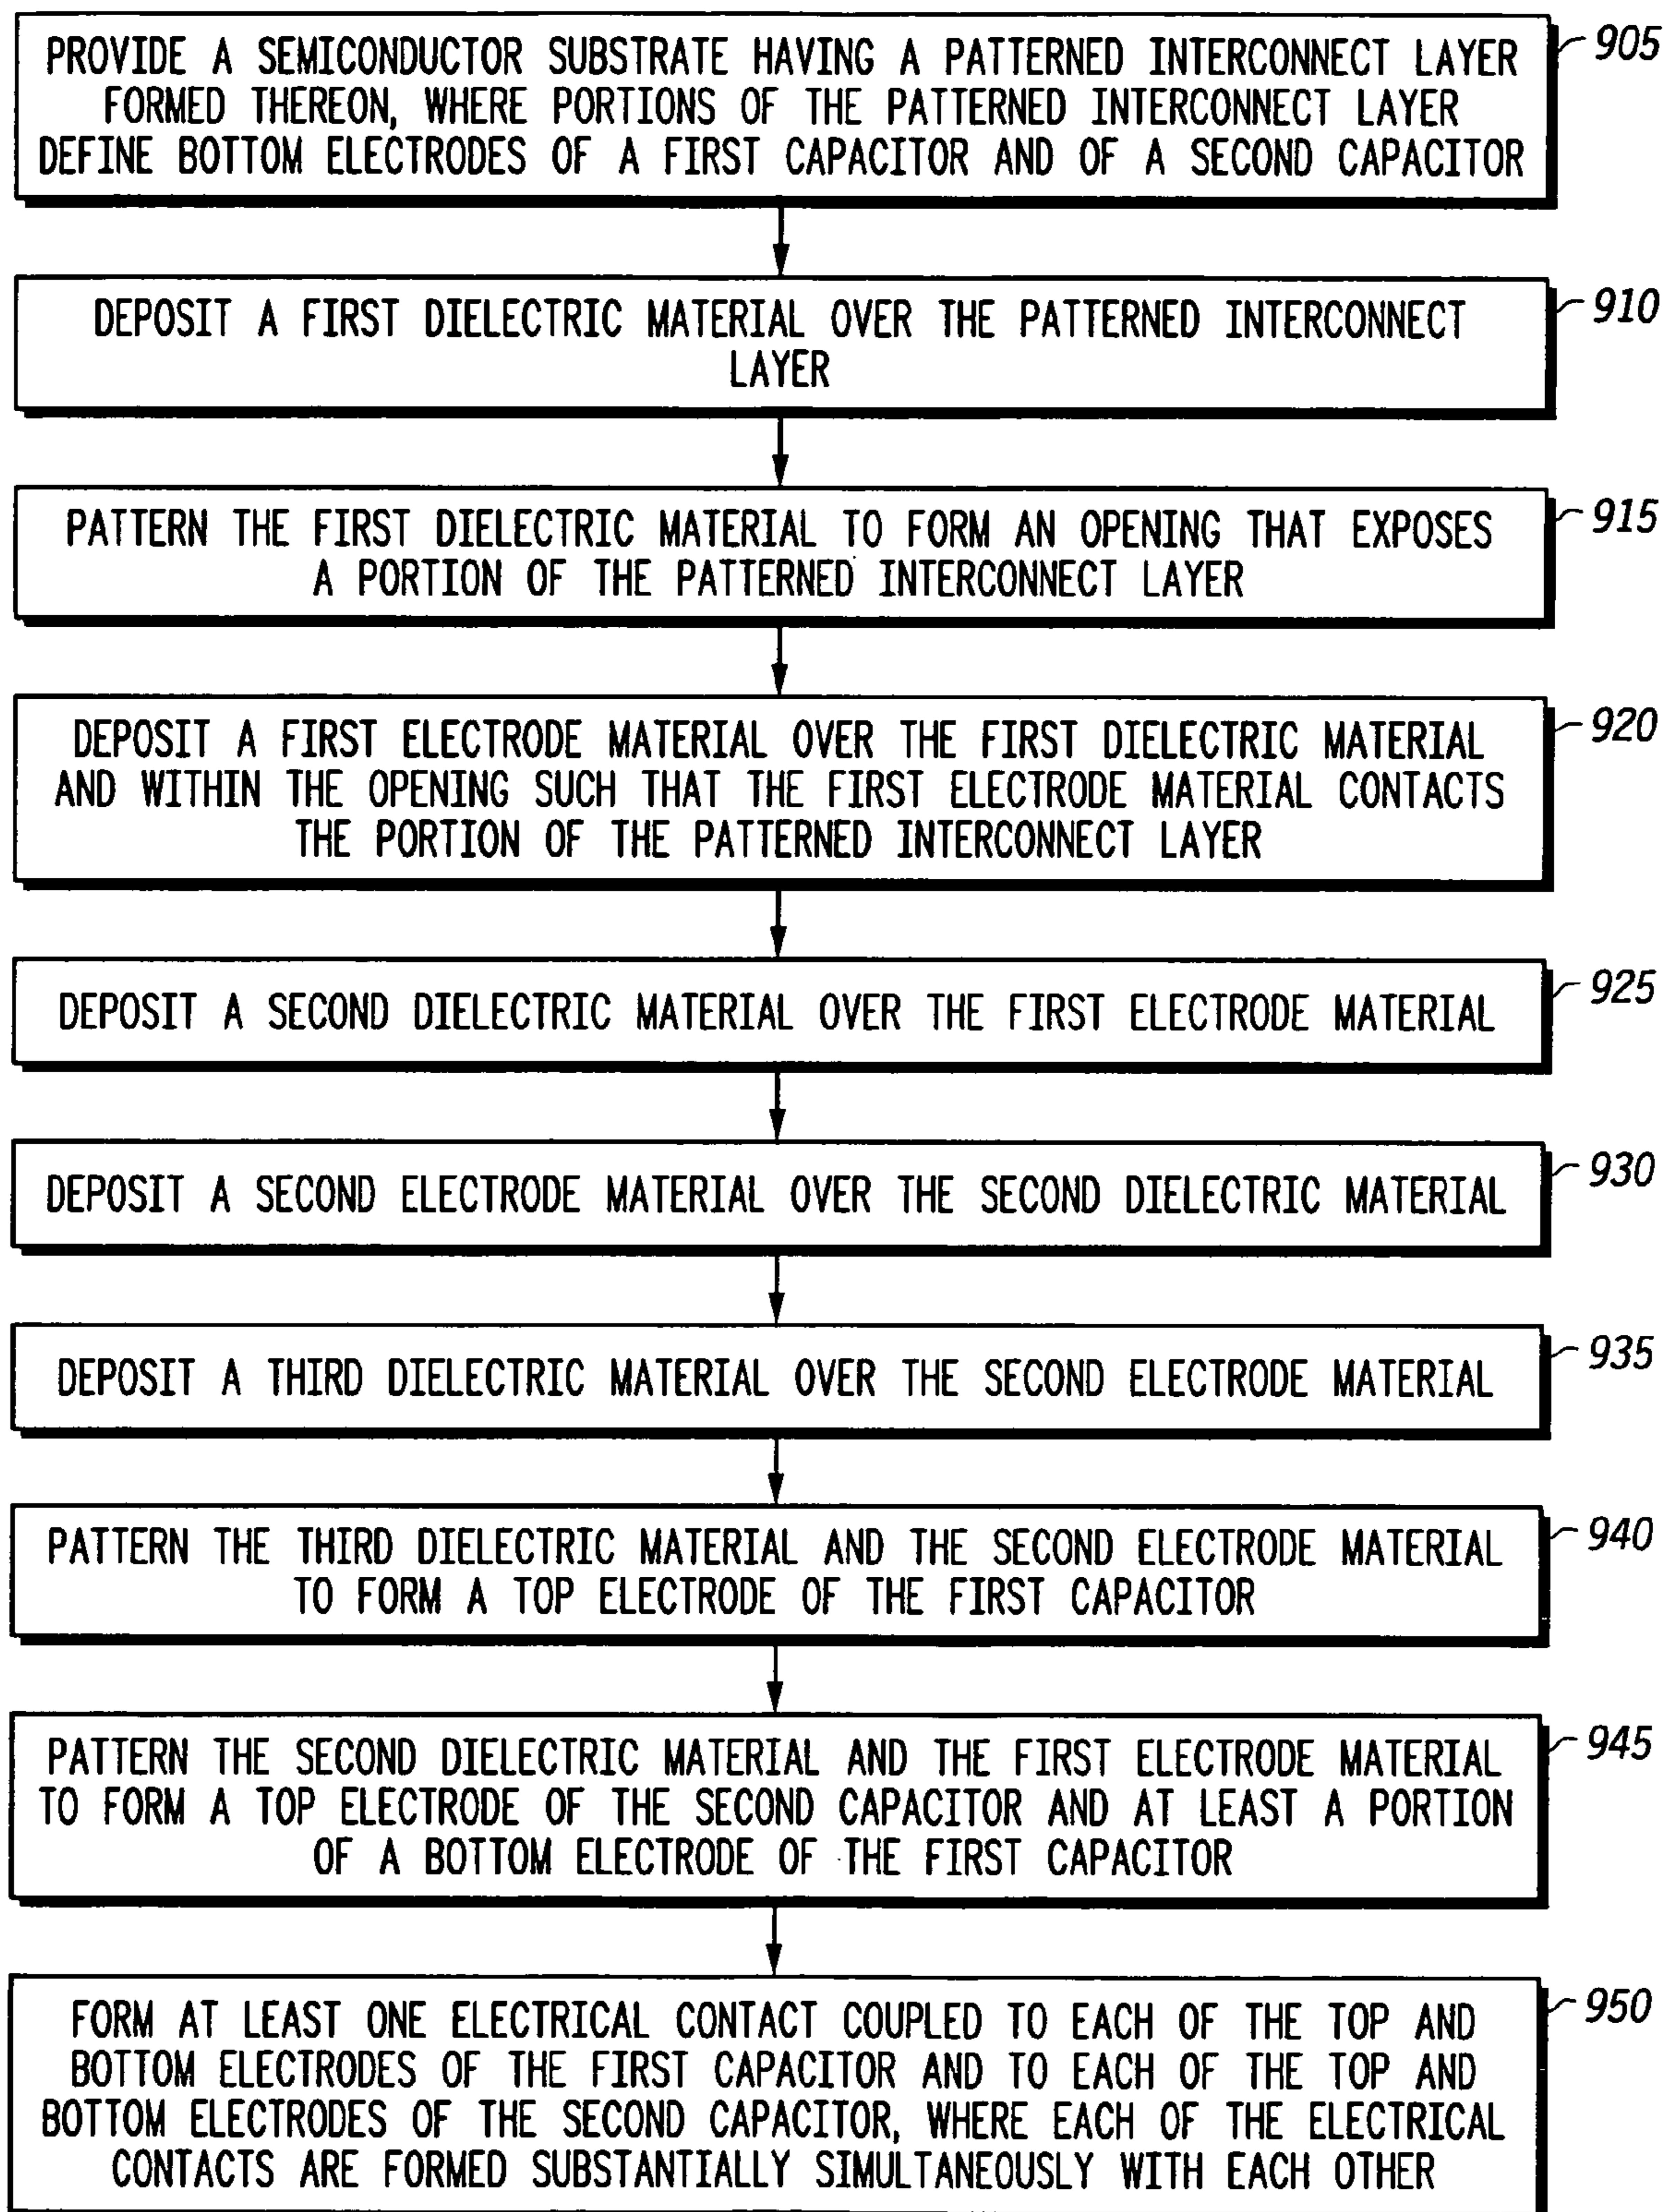 PROVIDE A SEMICONDUCTOR SUBSTRATE HAVING A PATTERNED INTERCONNECT LAYER
FORMED THEREON, WHERE PORTIONS OF THE PATTERNED INTERCONNECT LAYER
DEFINE BOTTOM ELECTRODES OF A FIRST CAPACITOR AND OF A SECOND CAPACITOR
905
DEPOSIT A FIRST DIELECTRIC MATERIAL OVER THE PATTERNED INTERCONNECT
LAYER
910
PATTERN THE FIRST DIELECTRIC MATERIAL TO FORM AN OPENING THAT EXPOSES
A PORTION OF THE PATTERNED INTERCONNECT LAYER
915
DEPOSIT A FIRST ELECTRODE MATERIAL OVER THE FIRST DIELECTRIC MATERIAL
AND WITHIN THE OPENING SUCH THAT THE FIRST ELECTRODE MATERIAL CONTACTS
THE PORTION OF THE PATTERNED INTERCONNECT LAYER
920
DEPOSIT A SECOND DIELECTRIC MATERIAL OVER THE FIRST ELECTRODE MATERIAL
925
DEPOSIT A SECOND ELECTRODE MATERIAL OVER THE SECOND DIELECTRIC MATERIAL
930
DEPOSIT A THIRD DIELECTRIC MATERIAL OVER THE SECOND ELECTRODE MATERIAL
935
PATTERN THE THIRD DIELECTRIC MATERIAL AND THE SECOND ELECTRODE MATERIAL
TO FORM A TOP ELECTRODE OF THE FIRST CAPACITOR
940
PATTERN THE SECOND DIELECTRIC MATERIAL AND THE FIRST ELECTRODE MATERIAL
TO FORM A TOP ELECTRODE OF THE SECOND CAPACITOR AND AT LEAST A PORTION
OF A BOTTOM ELECTRODE OF THE FIRST CAPACITOR
945
FORM AT LEAST ONE ELECTRICAL CONTACT COUPLED TO EACH OF THE TOP AND
BOTTOM ELECTRODES OF THE FIRST CAPACITOR AND TO EACH OF THE TOP AND
BOTTOM ELECTRODES OF THE SECOND CAPACITOR, WHERE EACH OF THE ELECTRICAL
CONTACTS ARE FORMED SUBSTANTIALLY SIMULTANEOUSLY WITH EACH OTHER
950